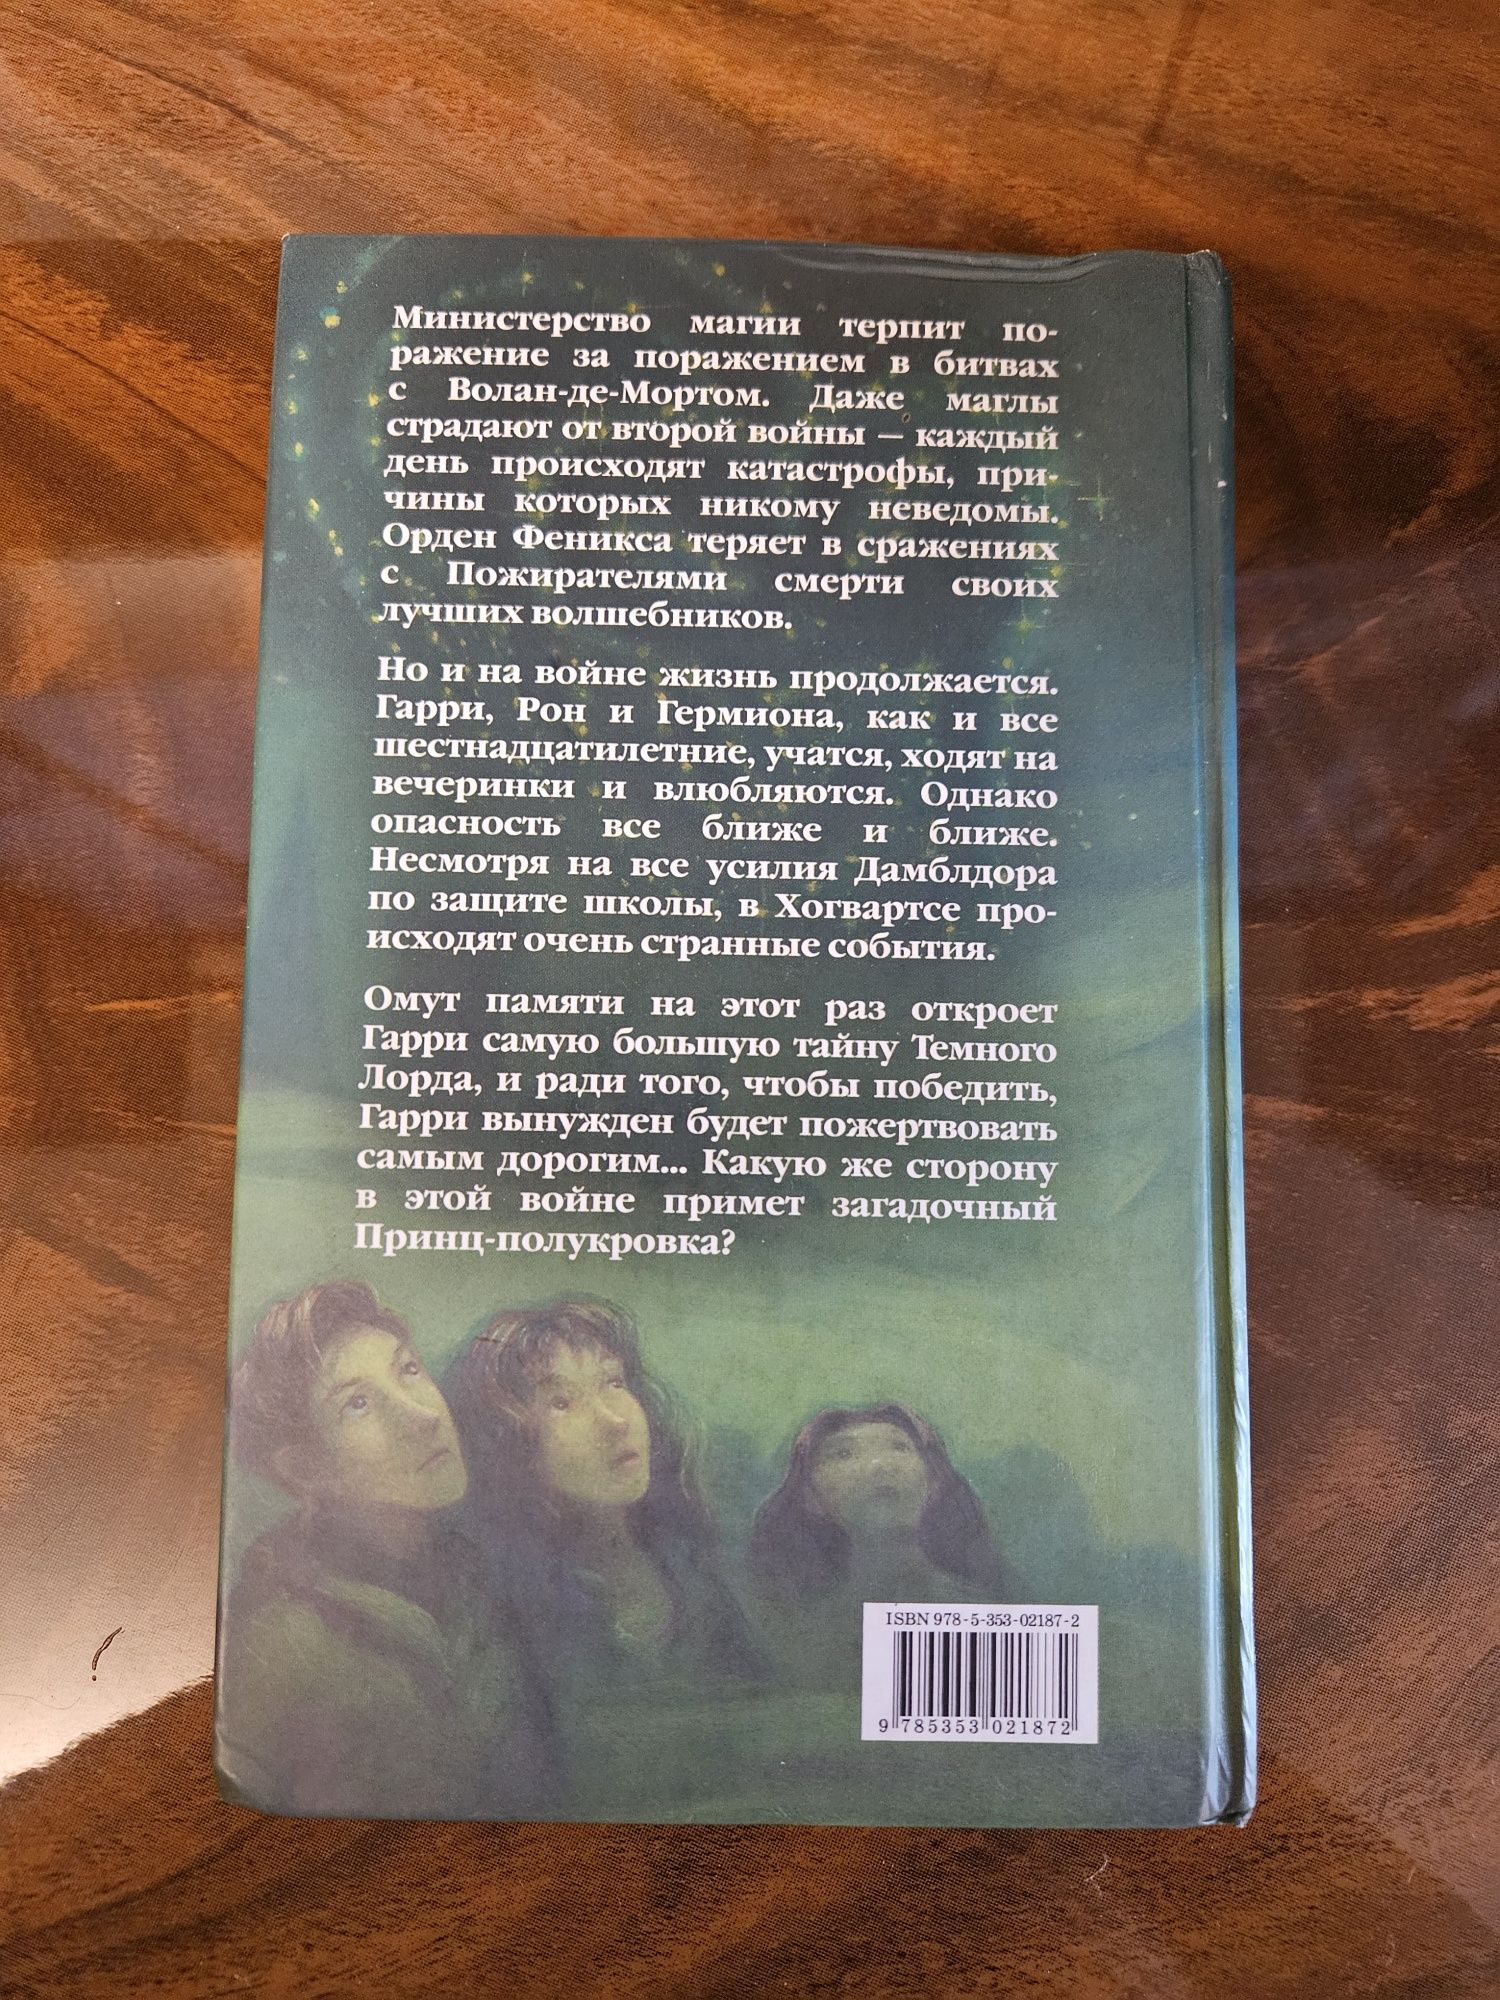 Министерство магии терпит по-
ражение за поражением в битвах
с Волан-де-Мортом. Даже маглы
страдают от второй войны — каждый
день происходят катастрофы, при-
чины которых никому неведомы.
Орден Феникса теряет в сражениях
с Пожирателями смерти своих
лучших волшебников.
Но и на войне жизнь продолжается.
Гарри, Рон и Гермиона, как и все
шестнадцатилетние, учатся, ходят на
вечеринки и влюбляются. Однако
опасность все ближе и ближе.
Несмотря на все усилия Дамблдора
по защите школы, в Хогвартсе про-
исходят очень странные события.
Омут памяти на этот раз откроет
Гарри самую большую тайну Темного
Лорда, и ради того, чтобы победить,
Гарри вынужден будет пожертвовать
самым дорогим... Какую же сторону
в этой войне примет загадочный
Принц-полукровка?
ISBN 978-5-353-02187-2
9 785353 021872